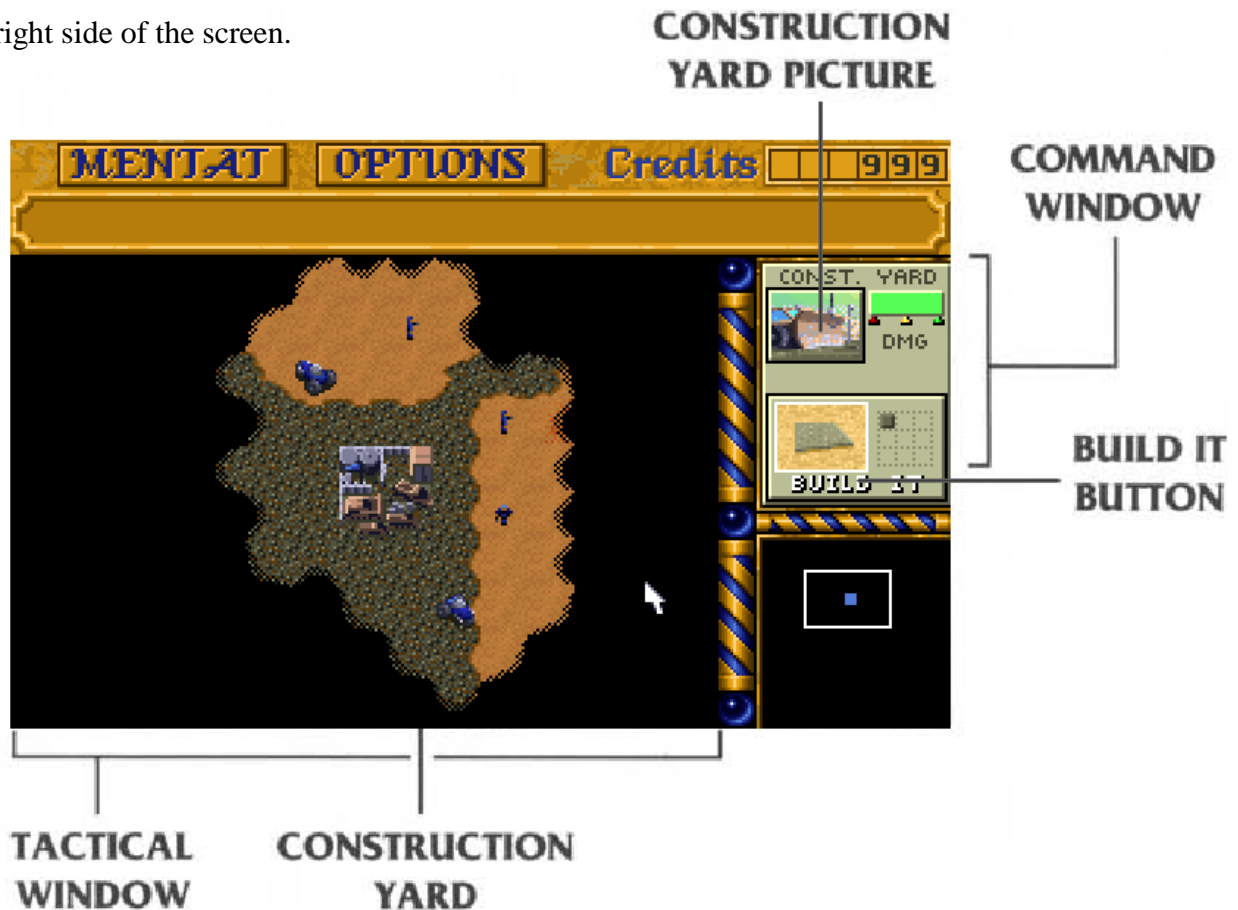 right side of the screen.
CONSTRUCTION
YARD PICTURE
MENTAT OPTIONS Credits 999
COMMAND
WINDOW
CONST. YARD
DMG
BUILD IT
BUILD IT
BUTTON
TACTICAL
WINDOW
CONSTRUCTION
YARD